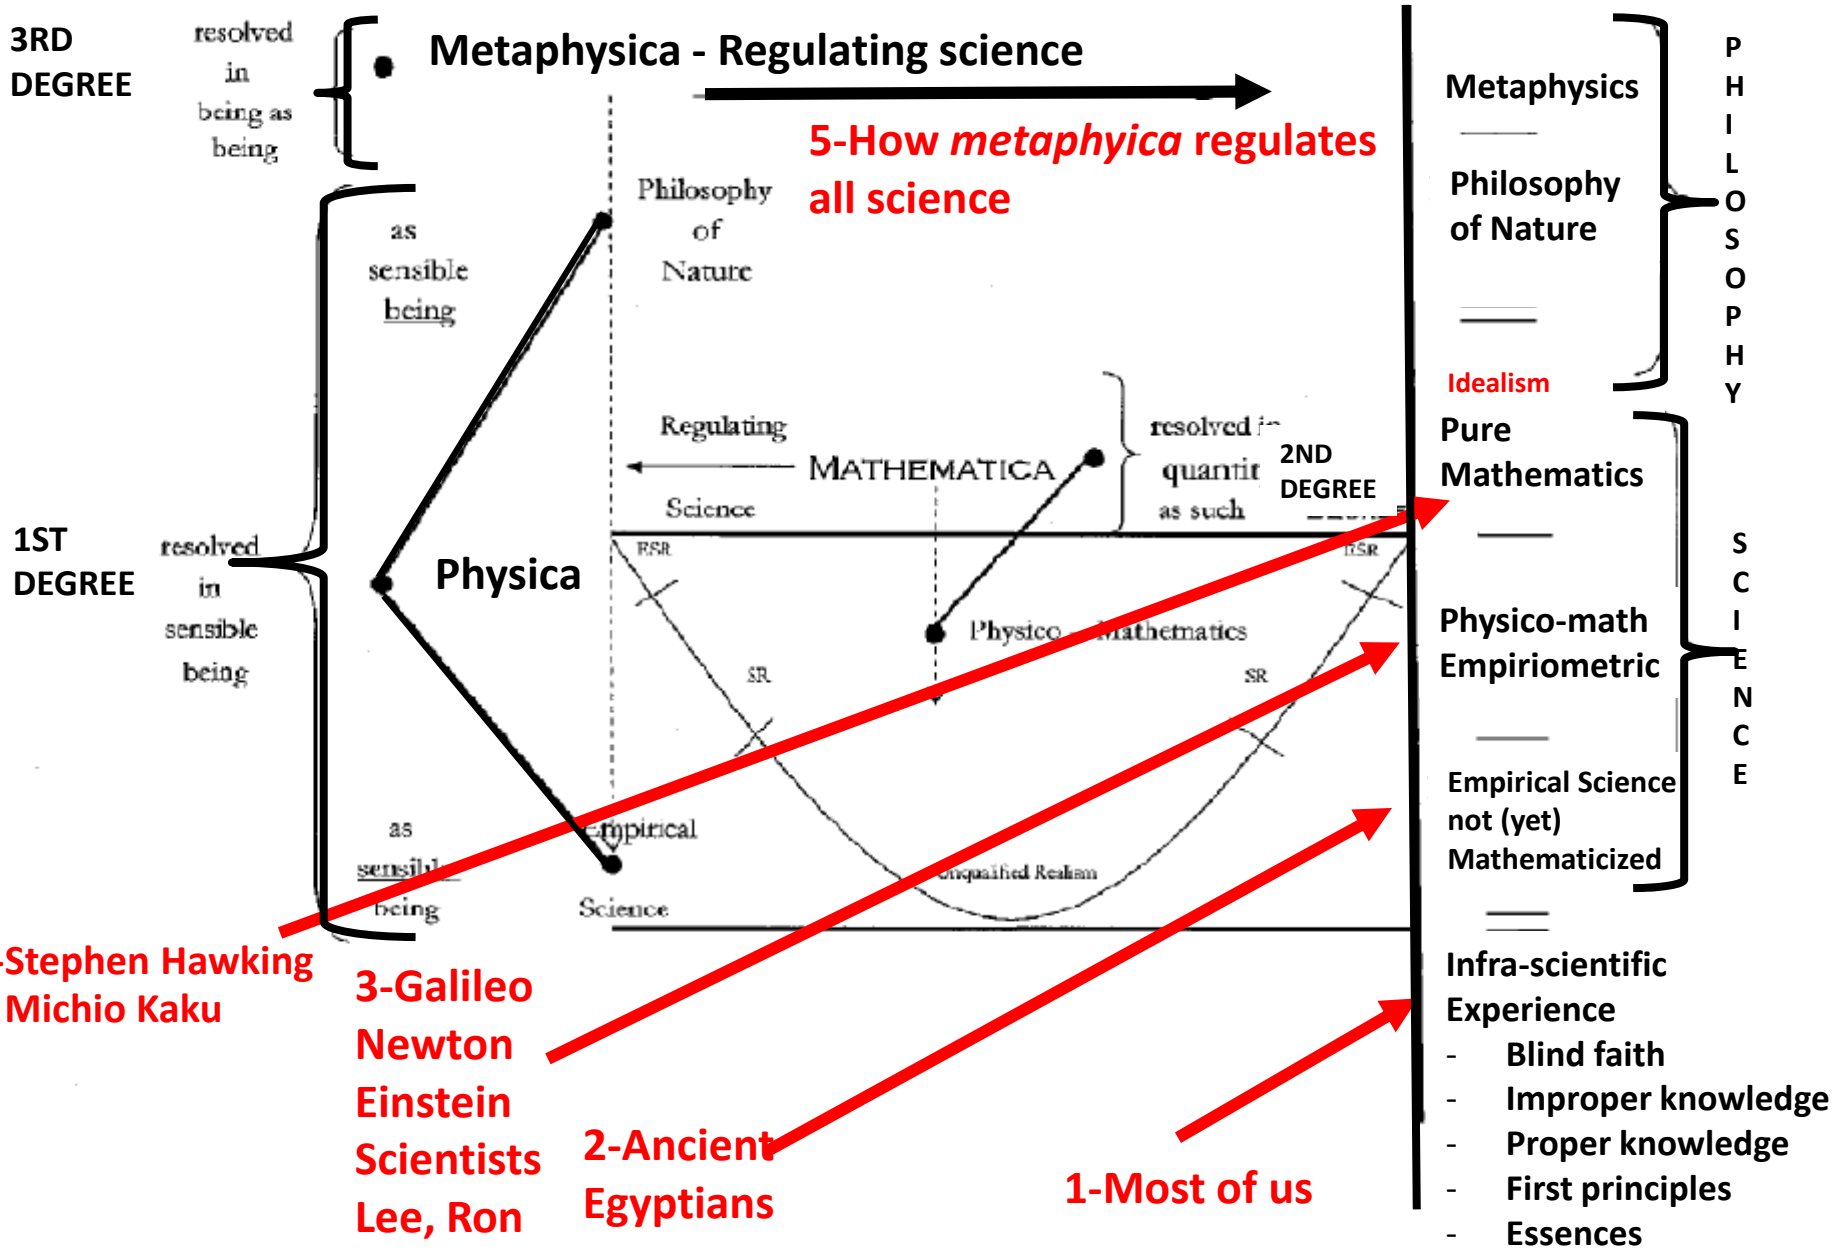 3RD
DEGREE
resolved
in
being as
being
Metaphysica - Regulating science
5-How metaphyica regulates
all science
Metaphysics
Philosophy
of Nature
Idealism
PHILOSOPHY
as
sensible
being
Philosophy
of
Nature
Regulating
MATHEMATICA
Science
resolved
quantit
as such
2ND
DEGREE
Pure
Mathematics
1ST
DEGREE
resolved
in
sensible
being
Physica
ESR
ESR
Physico - Mathematics
SR
SR
Physico-math
Empiriometric
SCIENCE
Empirical Science
not (yet)
Mathematicized
as
sensible
being
Empirical
Science
Unqualified Realism
-Stephen Hawking
Michio Kaku
3-Galileo
Newton
Einstein
Scientists
Lee, Ron
2-Ancient
Egyptians
1-Most of us
Infra-scientific
Experience
- Blind faith
- Improper knowledge
- Proper knowledge
- First principles
- Essences